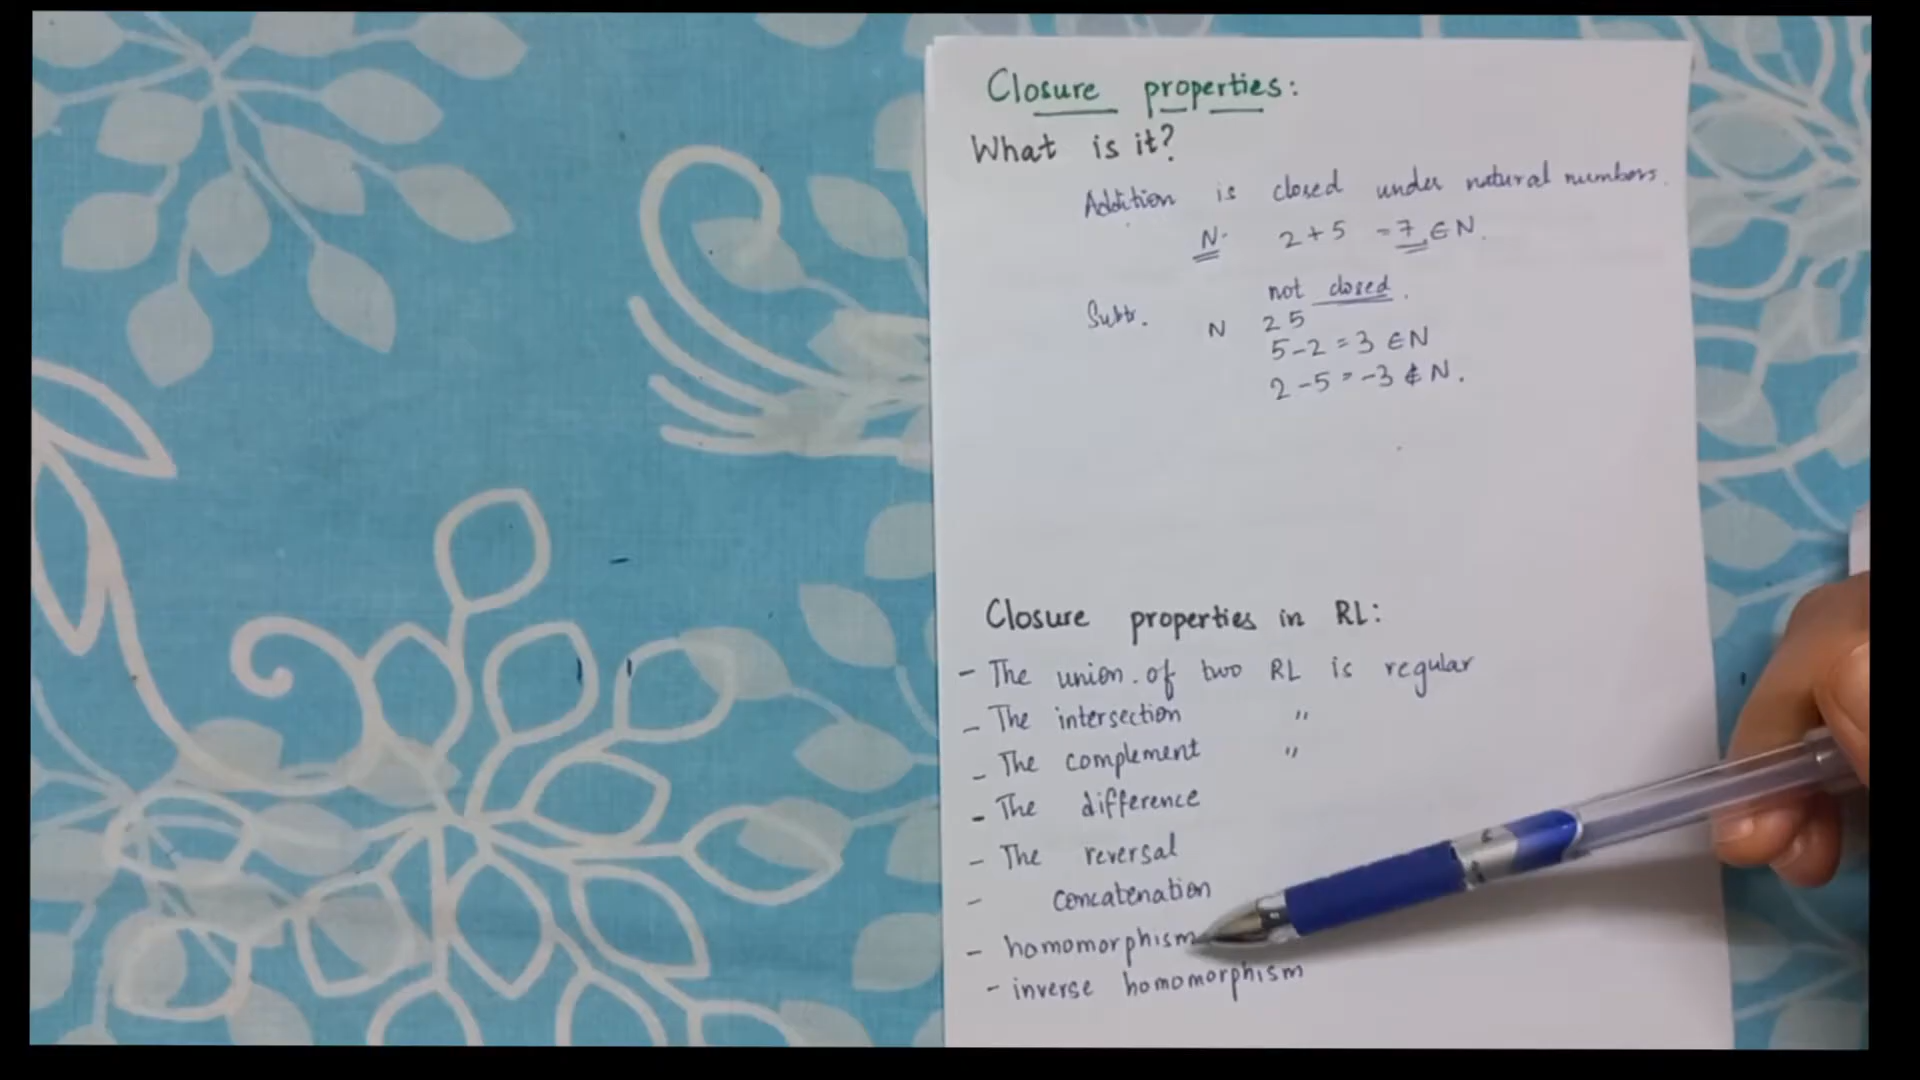 Closure properties:
What is it?
Addition is closed under natural numbers.
N. 2 + 5 = 7 ∈ N.
not closed.
Subtr. N 2 5
5 - 2 = 3 ∈ N
2 - 5 = -3 ∉ N.
Closure properties in RL:
- The union of two RL is regular
- The intersection "
- The complement "
- The difference
- The reversal
- concatenation
- homomorphism
- inverse homomorphism